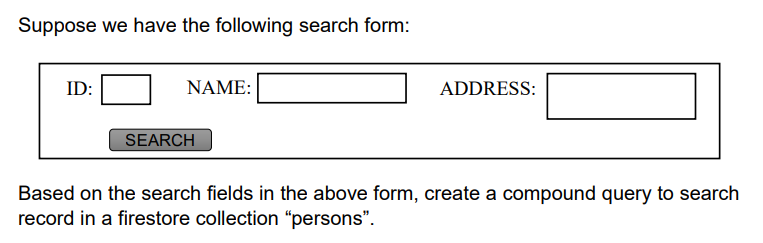 Suppose we have the following search form:
ID: NAME: ADDRESS:
SEARCH
Based on the search fields in the above form, create a compound query to search
record in a firestore collection “persons”.